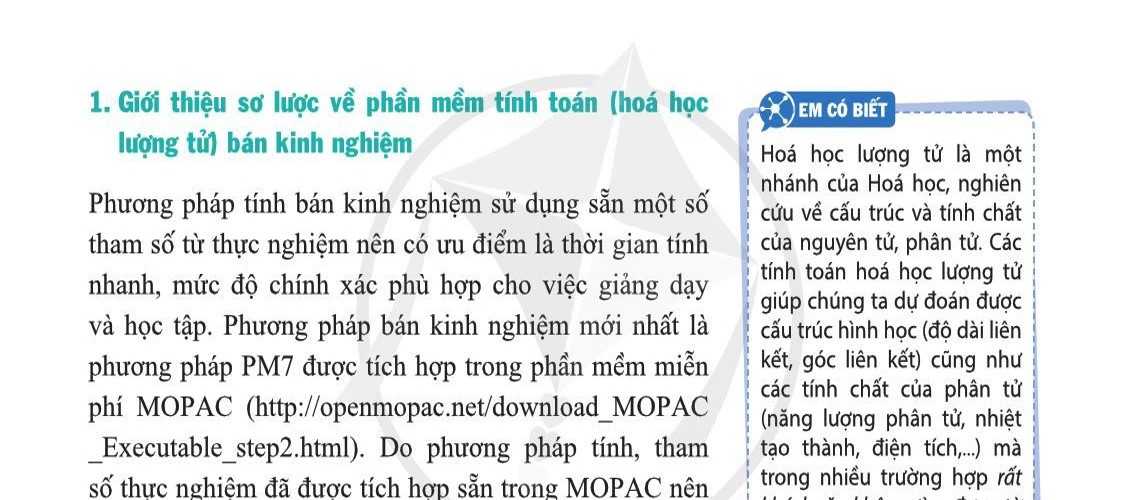 1. Giới thiệu sơ lược về phần mềm tính toán (hoá học
lượng tử) bán kinh nghiệm
Phương pháp tính bán kinh nghiệm sử dụng sẵn một số
tham số từ thực nghiệm nên có ưu điểm là thời gian tính
nhanh, mức độ chính xác phù hợp cho việc giảng dạy
và học tập. Phương pháp bán kinh nghiệm mới nhất là
phương pháp PM7 được tích hợp trong phần mềm miễn
phí MOPAC (http://openmopac.net/download_MOPAC
_Executable_step2.html). Do phương pháp tính, tham
số thực nghiệm đã được tích hợp sẵn trong MOPAC nên
EM CÓ BIẾT
Hoá học lượng tử là một
nhánh của Hoá học, nghiên
cứu về cấu trúc và tính chất
của nguyên tử, phân tử. Các
tính toán hoá học lượng tử
giúp chúng ta dự đoán được
cấu trúc hình học (độ dài liên
kết, góc liên kết) cũng như
các tính chất của phân tử
(năng lượng phân tử, nhiệt
tạo thành, điện tích,...) mà
trong nhiều trường hợp rất